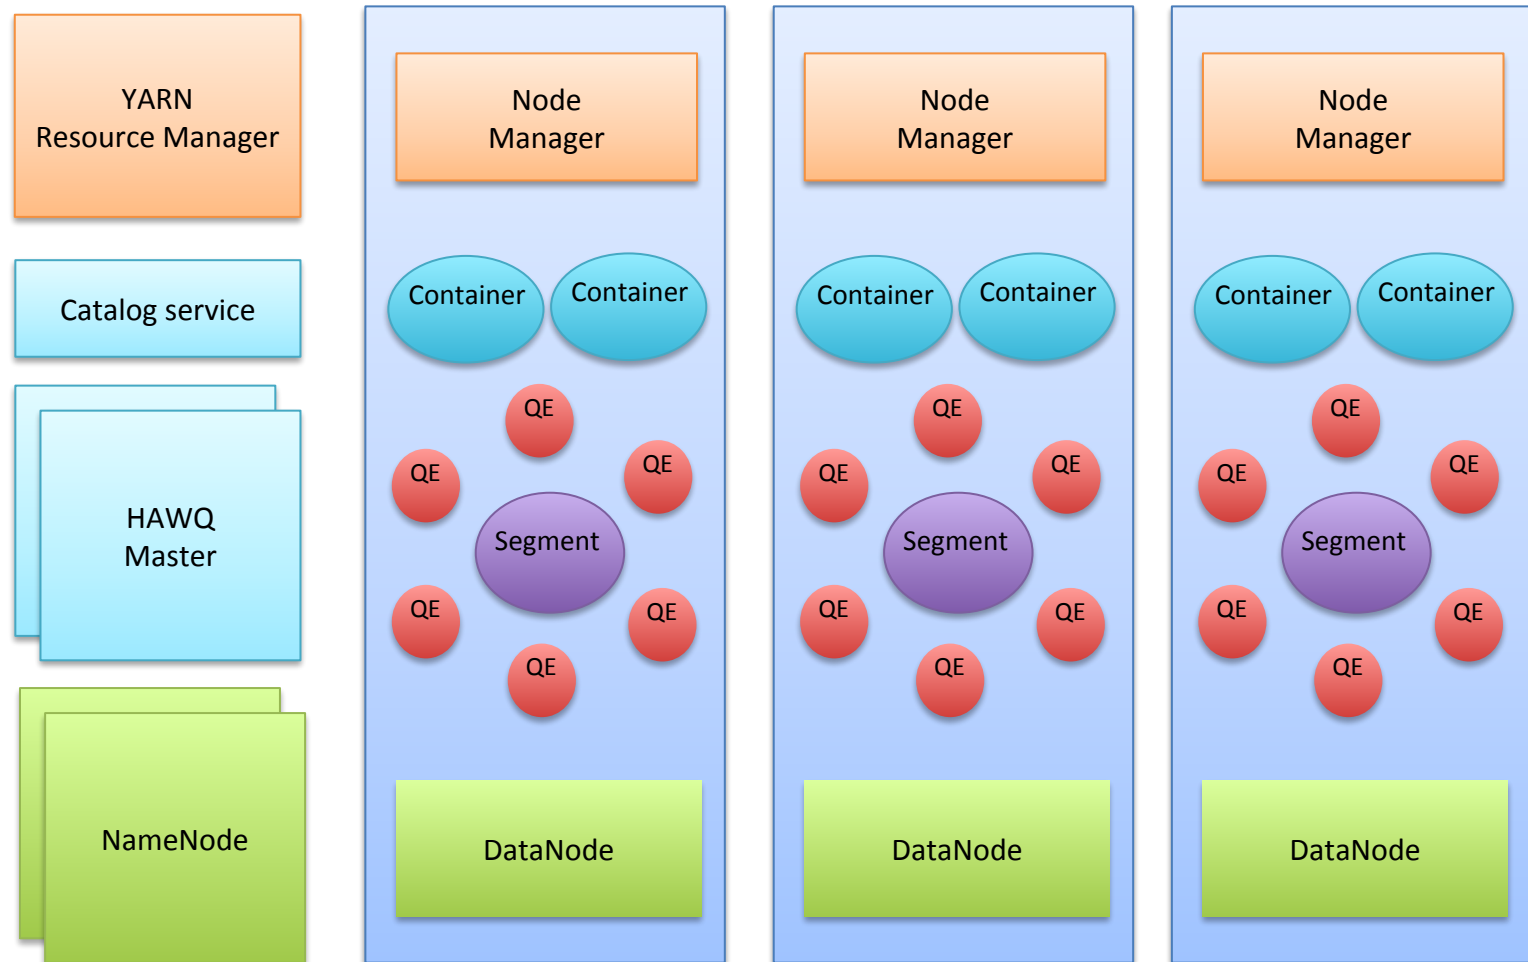 YARN
Resource Manager
Catalog service
HAWQ
Master
NameNode
Node
Manager
Container
Container
QE
QE
QE
Segment
QE
QE
QE
DataNode
Node
Manager
Container
Container
QE
QE
QE
Segment
QE
QE
QE
DataNode
Node
Manager
Container
Container
QE
QE
QE
Segment
QE
QE
QE
DataNode